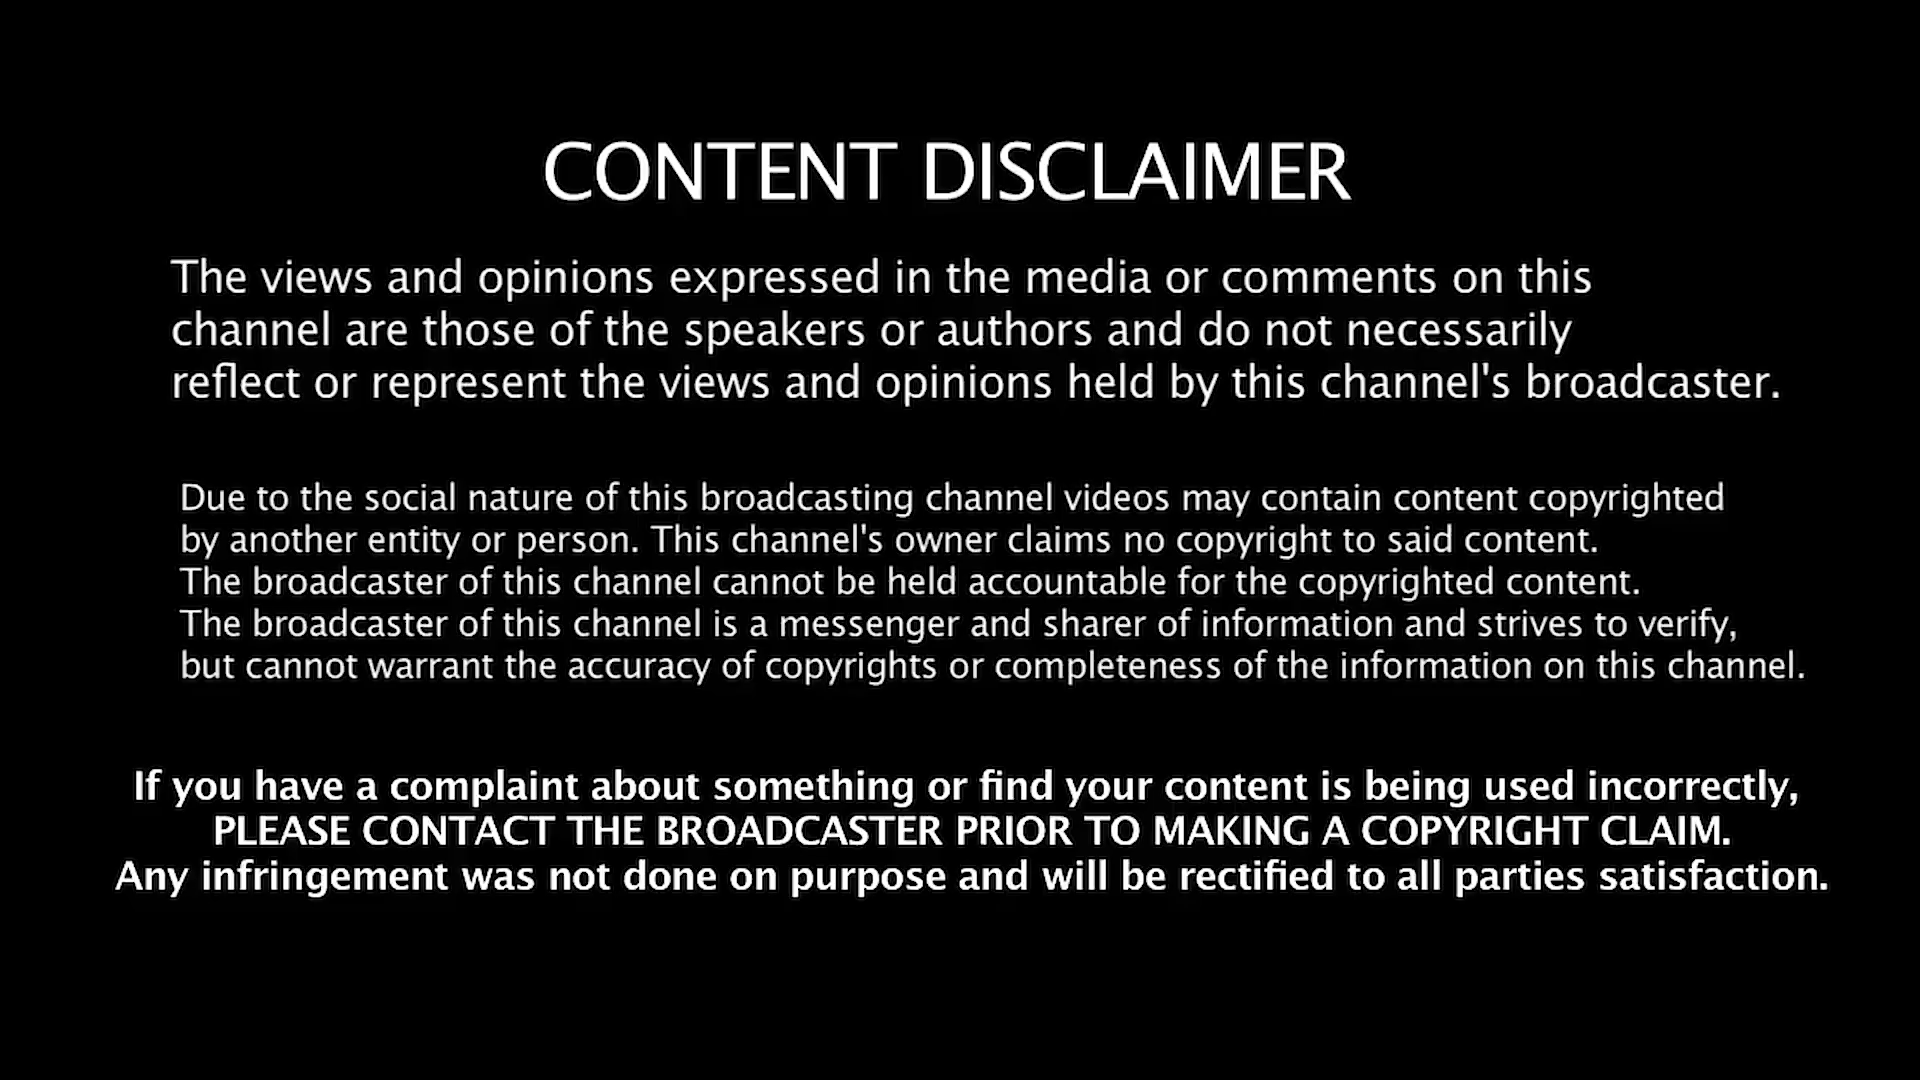 CONTENT DISCLAIMER
The views and opinions expressed in the media or comments on this
channel are those of the speakers or authors and do not necessarily
reflect or represent the views and opinions held by this channel's broadcaster.
Due to the social nature of this broadcasting channel videos may contain content copyrighted
by another entity or person. This channel's owner claims no copyright to said content.
The broadcaster of this channel cannot be held accountable for the copyrighted content.
The broadcaster of this channel is a messenger and sharer of information and strives to verify,
but cannot warrant the accuracy of copyrights or completeness of the information on this channel.
If you have a complaint about something or find your content is being used incorrectly,
PLEASE CONTACT THE BROADCASTER PRIOR TO MAKING A COPYRIGHT CLAIM.
Any infringement was not done on purpose and will be rectified to all parties satisfaction.